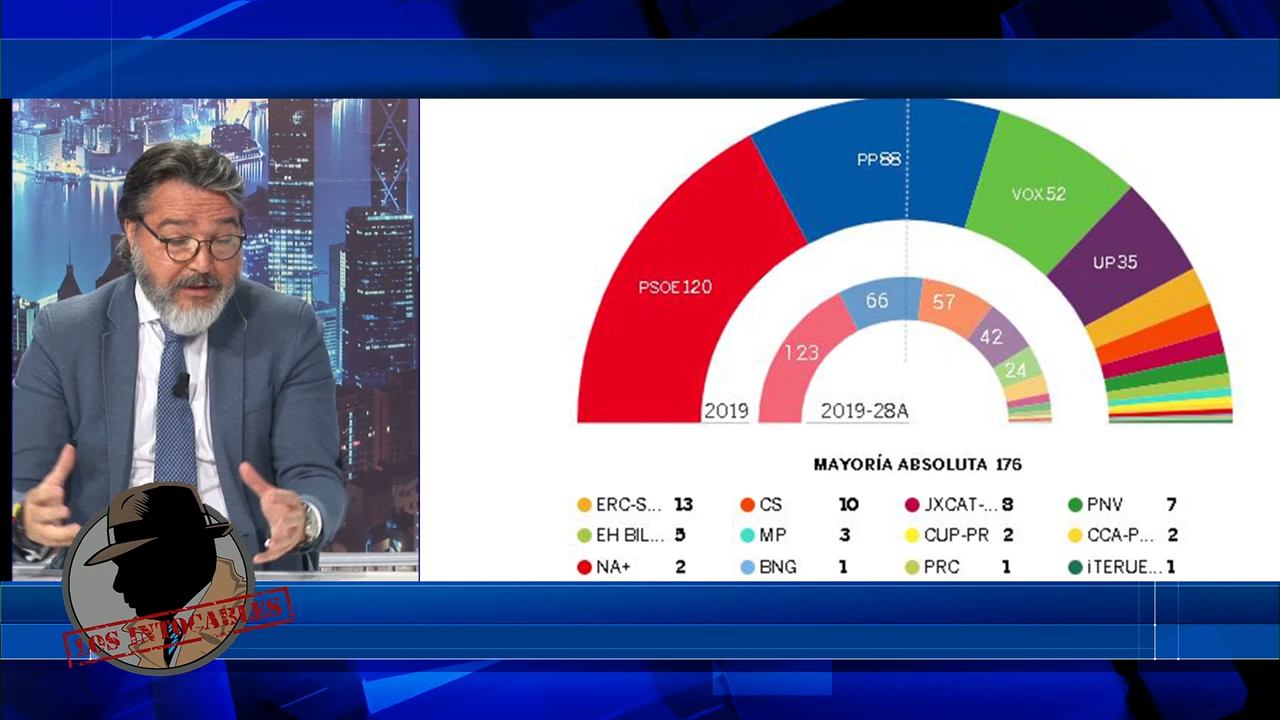 PP 88
VOX 52
UP 35
PSOE 120
66
57
123
42
24
2019
2019-28A
MAYORÍA ABSOLUTA 176
ERC-S... 13
CS 10
JXCAT-... 8
PNV 7
EH BIL... 5
MP 3
CUP-PR 2
CCA-P... 2
NA+ 2
BNG 1
PRC 1
¡TERUE... 1
LOS INTOCABLES